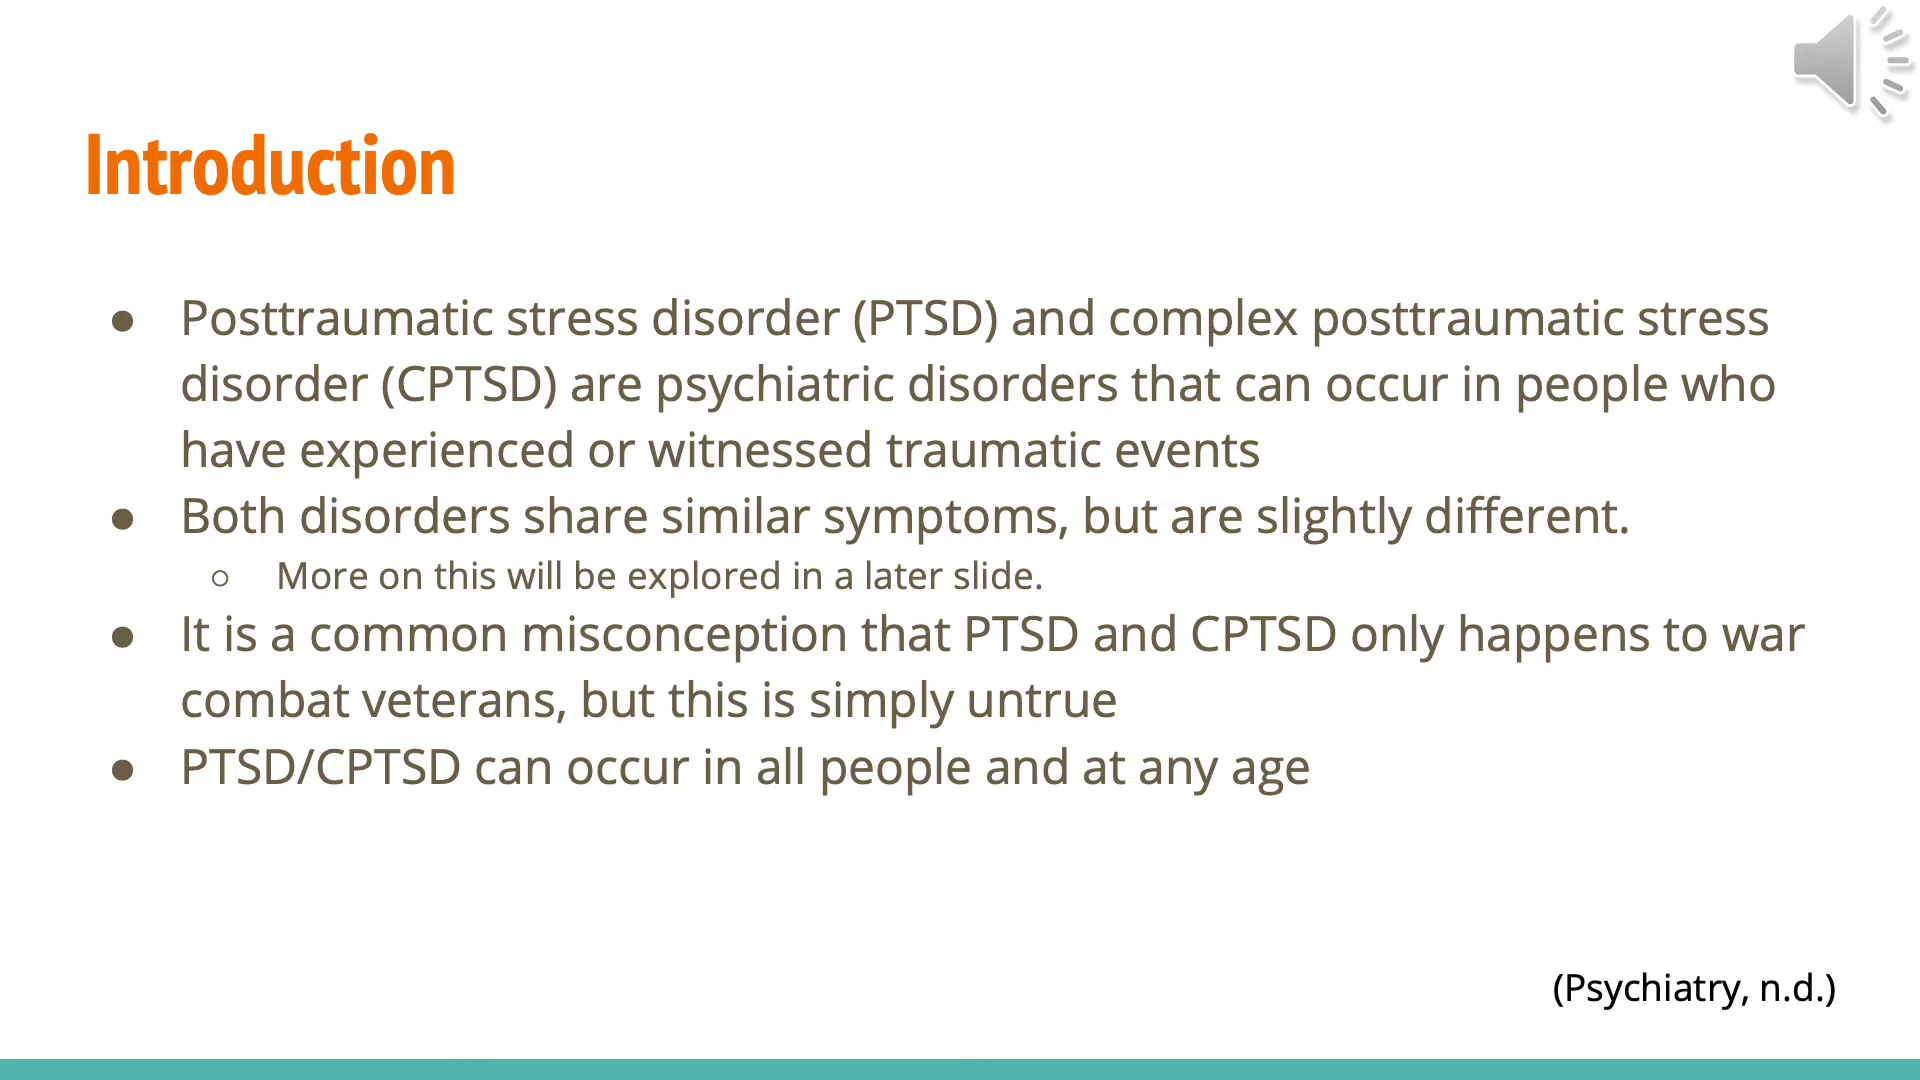 Introduction
● Posttraumatic stress disorder (PTSD) and complex posttraumatic stress
disorder (CPTSD) are psychiatric disorders that can occur in people who
have experienced or witnessed traumatic events
● Both disorders share similar symptoms, but are slightly different.
○ More on this will be explored in a later slide.
● It is a common misconception that PTSD and CPTSD only happens to war
combat veterans, but this is simply untrue
● PTSD/CPTSD can occur in all people and at any age
(Psychiatry, n.d.)